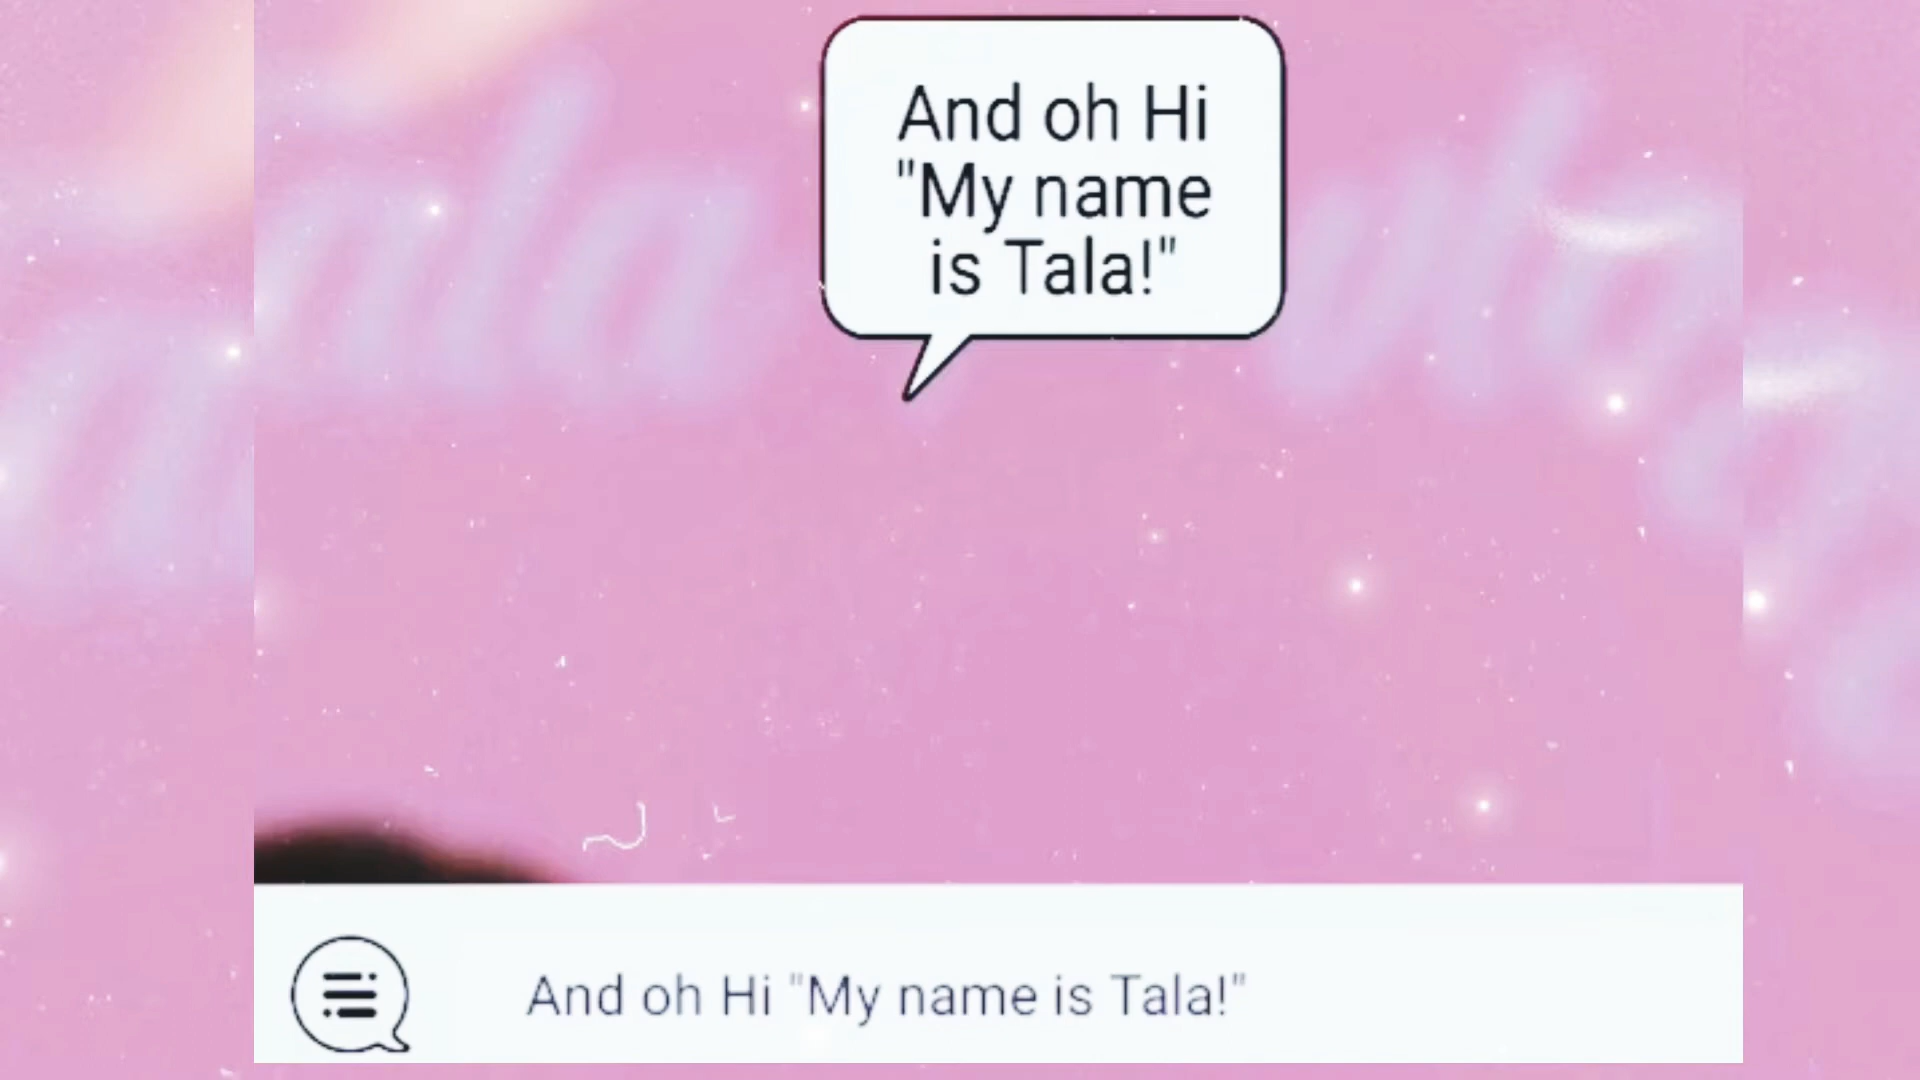 And oh Hi
"My name
is Tala!"
And oh Hi "My name is Tala!"